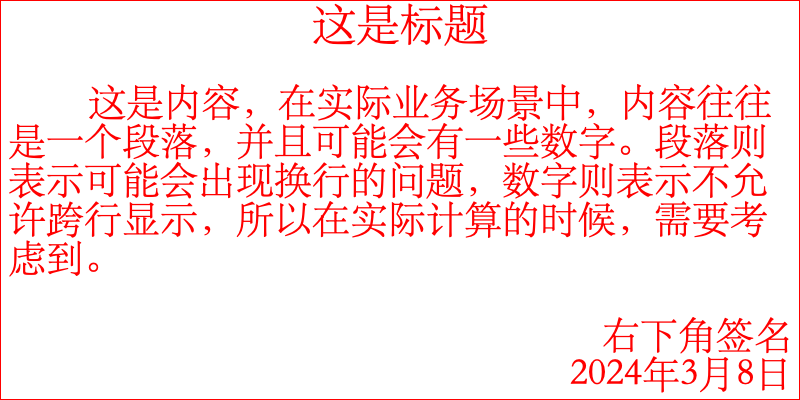 这是标题
这是内容，在实际业务场景中，内容往往
是一个段落，并且可能会有一些数字。段落则
表示可能会出现换行的问题，数字则表示不允
许跨行显示，所以在实际计算的时候，需要考
虑到。
右下角签名
2024年3月8日